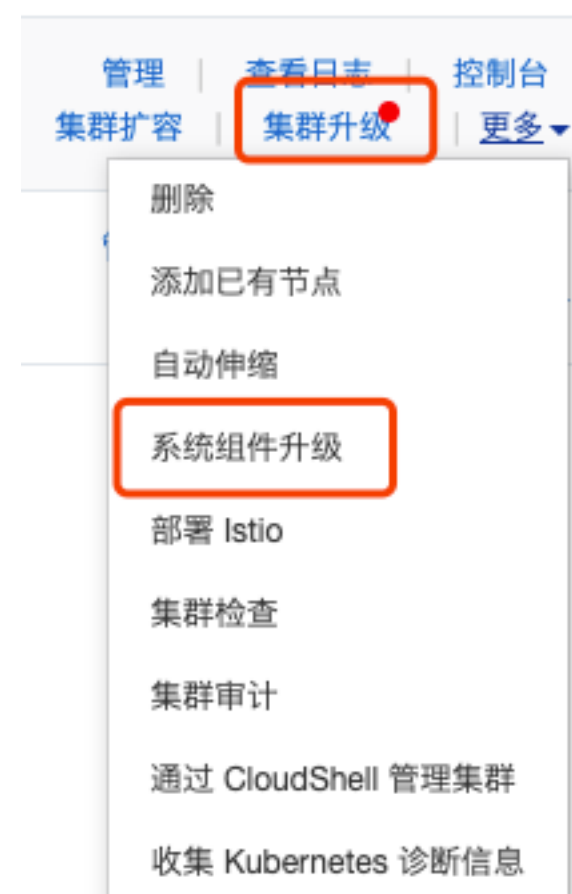 管理 | 查看日志 | 控制台
集群扩容 | 集群升级 | 更多
删除
添加已有节点
自动伸缩
系统组件升级
部署 Istio
集群检查
集群审计
通过 CloudShell 管理集群
收集 Kubernetes 诊断信息